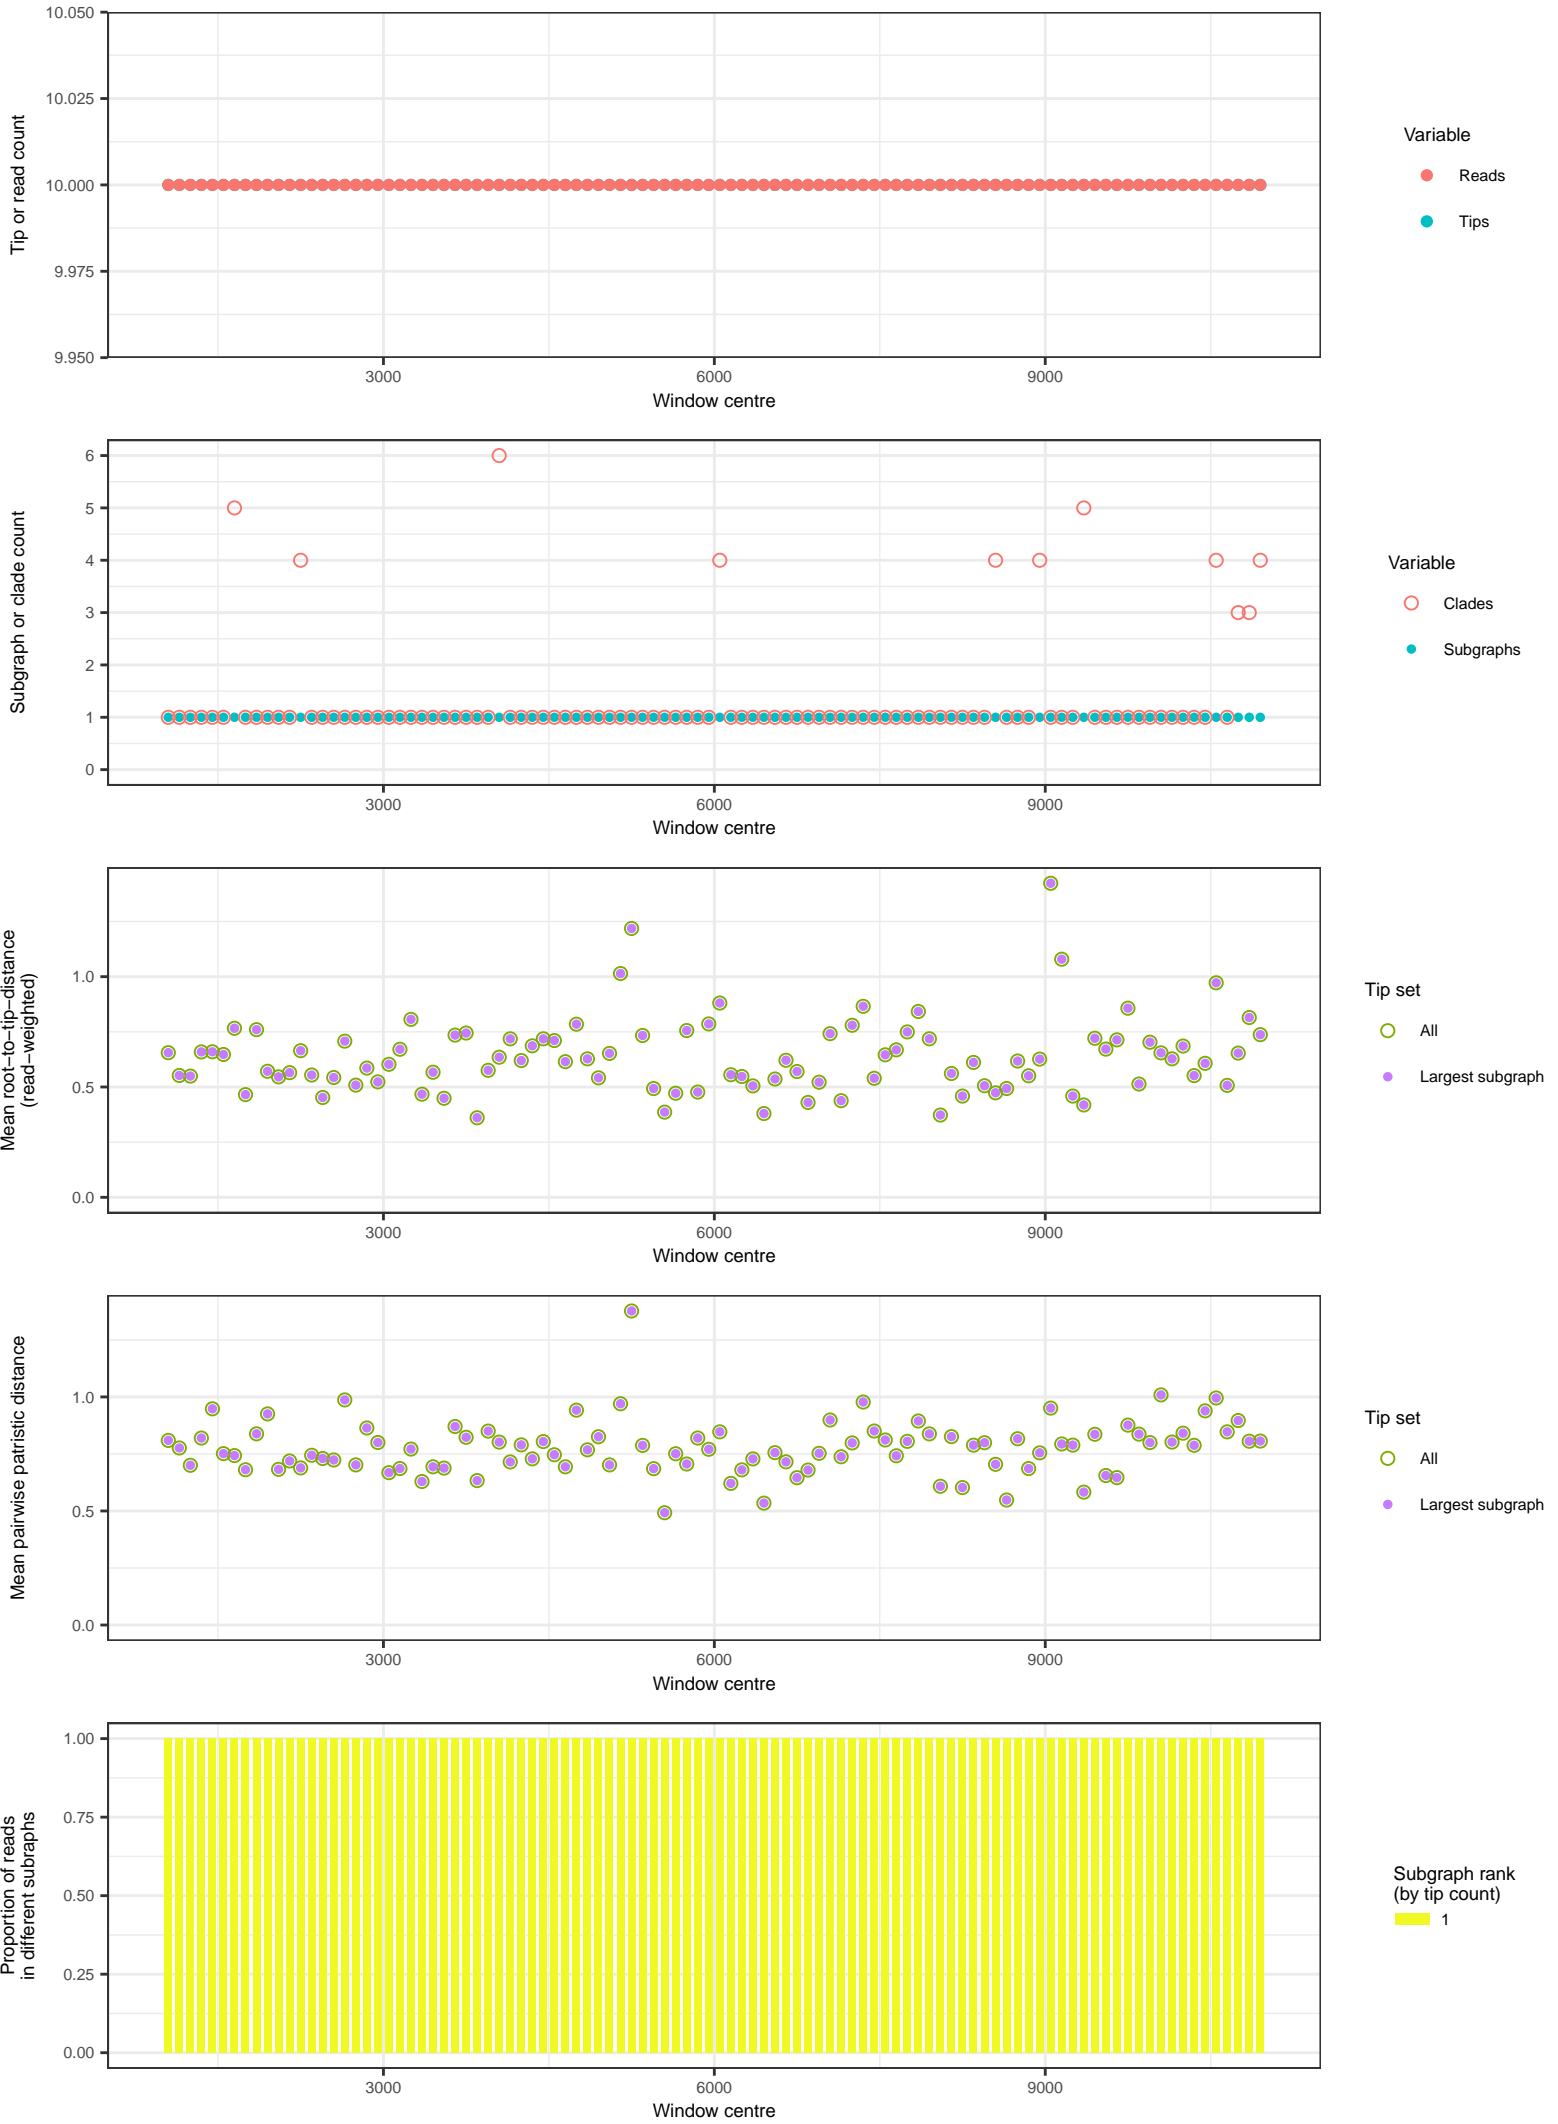 10.050
10.025
10.000
9.975
9.950
Tip or read count
3000
6000
9000
Window centre
Variable
Reads
Tips
6
5
4
3
2
1
0
Subgraph or clade count
3000
6000
9000
Window centre
Variable
Clades
Subgraphs
1.0
0.5
0.0
Mean root−to−tip−distance
(read−weighted)
3000
6000
9000
Window centre
Tip set
All
Largest subgraph
1.0
0.5
0.0
Mean pairwise patristic distance
3000
6000
9000
Window centre
Tip set
All
Largest subgraph
1.00
0.75
0.50
0.25
0.00
Proportion of reads
in different subraphs
3000
6000
9000
Window centre
Subgraph rank
(by tip count)
1